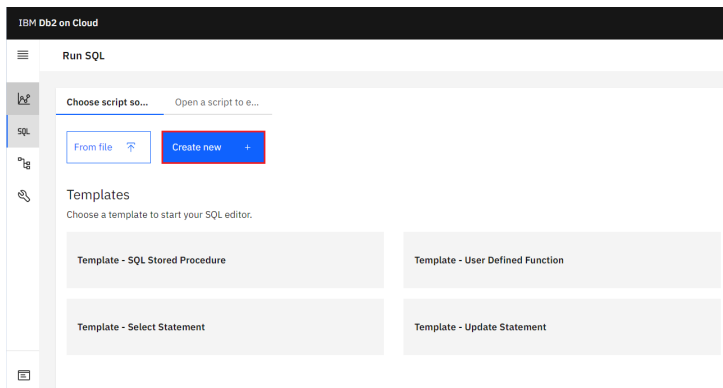 IBM Db2 on Cloud
Run SQL
Choose script so...
Open a script to e...
SQL
From file
Create new +
Templates
Choose a template to start your SQL editor.
Template - SQL Stored Procedure
Template - User Defined Function
Template - Select Statement
Template - Update Statement